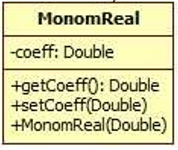 MonomReal
-coeff: Double
+getCoeff(): Double
+setCoeff(Double)
+MonomReal(Double)